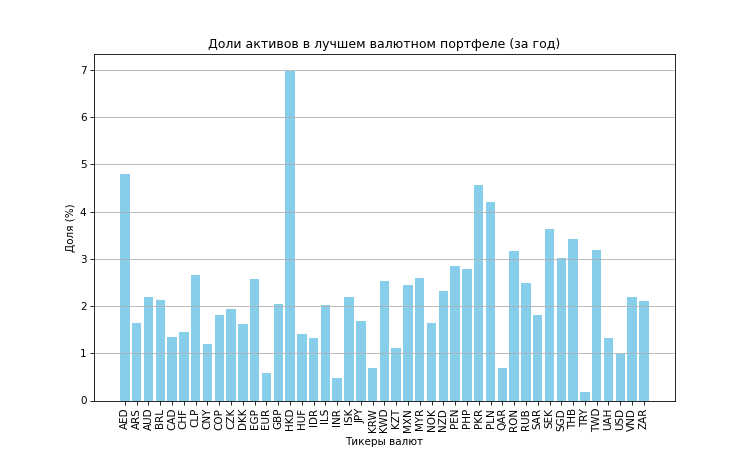 Доли активов в лучшем валютном портфеле (за год)
Доля (%)
7
6
5
4
3
2
1
0
AED
ARS
AUD
BRL
CAD
CHF
CLP
CNY
COP
CZK
DKK
EGP
EUR
GBP
HKD
HUF
IDR
ILS
INR
ISK
JPY
KRW
KWD
KZT
MXN
MYR
NOK
NZD
PEN
PHP
PKR
PLN
QAR
RON
RUB
SAR
SEK
SGD
THB
TRY
TWD
UAH
USD
VND
ZAR
Тикеры валют